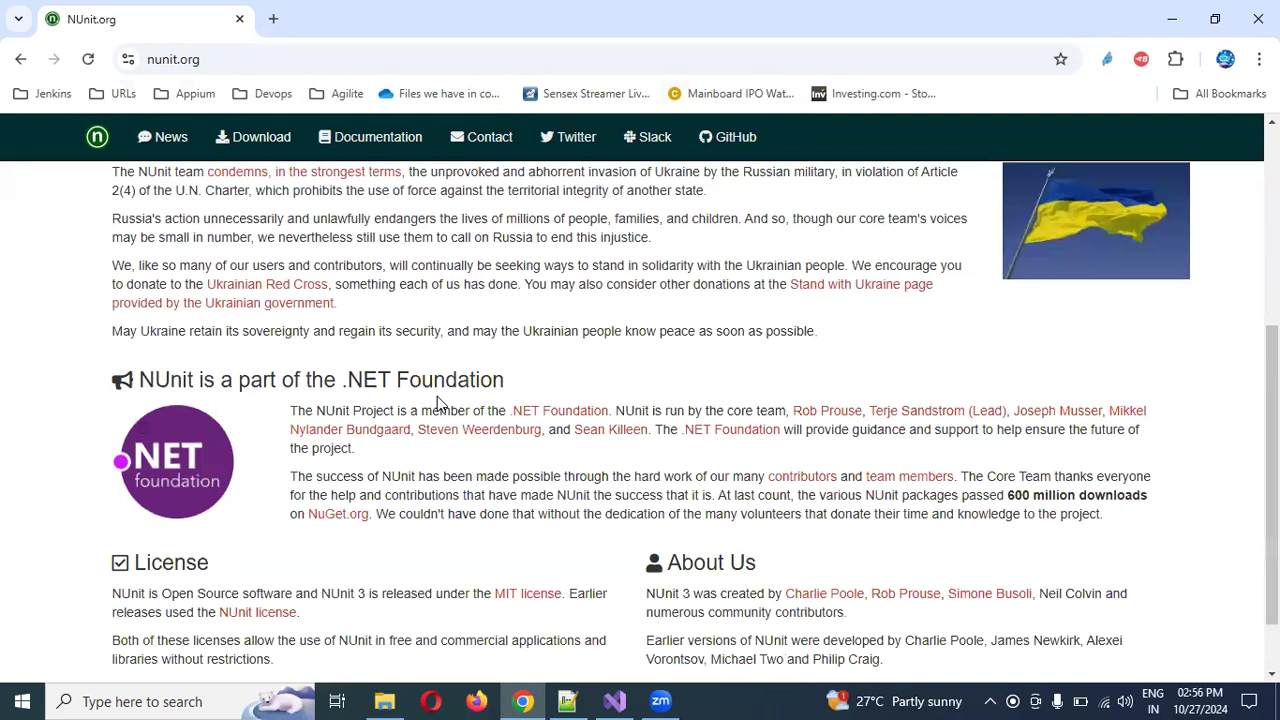 NUnit.org
nunit.org
Jenkins URLs Appium Devops Agilite Files we have in co... Sensex Streamer Liv... Mainboard IPO Wat... Investing.com - Sto... All Bookmarks
n News Download Documentation Contact Twitter Slack GitHub
The NUnit team condemns, in the strongest terms, the unprovoked and abhorrent invasion of Ukraine by the Russian military, in violation of Article
2(4) of the U.N. Charter, which prohibits the use of force against the territorial integrity of another state.
Russia's action unnecessarily and unlawfully endangers the lives of millions of people, families, and children. And so, though our core team's voices
may be small in number, we nevertheless still use them to call on Russia to end this injustice.
We, like so many of our users and contributors, will continually be seeking ways to stand in solidarity with the Ukrainian people. We encourage you
to donate to the Ukrainian Red Cross, something each of us has done. You may also consider other donations at the Stand with Ukraine page
provided by the Ukrainian government.
May Ukraine retain its sovereignty and regain its security, and may the Ukrainian people know peace as soon as possible.
NUnit is a part of the .NET Foundation
.NET
foundation
The NUnit Project is a member of the .NET Foundation. NUnit is run by the core team, Rob Prouse, Terje Sandstrom (Lead), Joseph Musser, Mikkel
Nylander Bundgaard, Steven Weerdenburg, and Sean Killeen. The .NET Foundation will provide guidance and support to help ensure the future of
the project.
The success of NUnit has been made possible through the hard work of our many contributors and team members. The Core Team thanks everyone
for the help and contributions that have made NUnit the success that it is. At last count, the various NUnit packages passed 600 million downloads
on NuGet.org. We couldn't have done that without the dedication of the many volunteers that donate their time and knowledge to the project.
License
NUnit is Open Source software and NUnit 3 is released under the MIT license. Earlier
releases used the NUnit license.
Both of these licenses allow the use of NUnit in free and commercial applications and
libraries without restrictions.
About Us
NUnit 3 was created by Charlie Poole, Rob Prouse, Simone Busoli, Neil Colvin and
numerous community contributors.
Earlier versions of NUnit were developed by Charlie Poole, James Newkirk, Alexei
Vorontsov, Michael Two and Philip Craig.
Type here to search
zm
1
27°C Partly sunny
ENG
IN
02:56 PM
10/27/2024